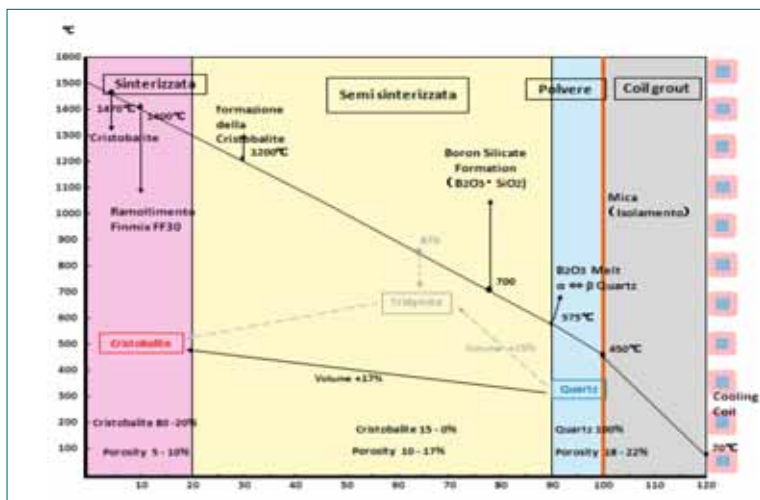 ℃
1600
1500
1400
1300
1200
1100
1000
900
800
700
600
500
400
300
200
100
10
20
30
40
50
60
70
80
90
100
110
120
Sinterizzata
Semi sinterizzata
Polvere
Coil grout
1470℃
1400℃
Cristobalite
Ramollimento
Finmix FF30
formazione
della
Cristobalite
1200℃
Boron Silicate
Formation
(B2O3・ SiO2)
Mica
(Isolamento)
870
700
B2O3 Melt
α ⇔ β Quartz
575℃
450℃
Tridymite
Cristobalite
Volume +17%
Quartz
Cooling
Coil
70℃
Cristobalite 80 -20%
Cristobalite 15 - 0%
Quartz 100%
Porosity 5 - 10%
Porosity 10 - 17%
Porosity 18 - 22%